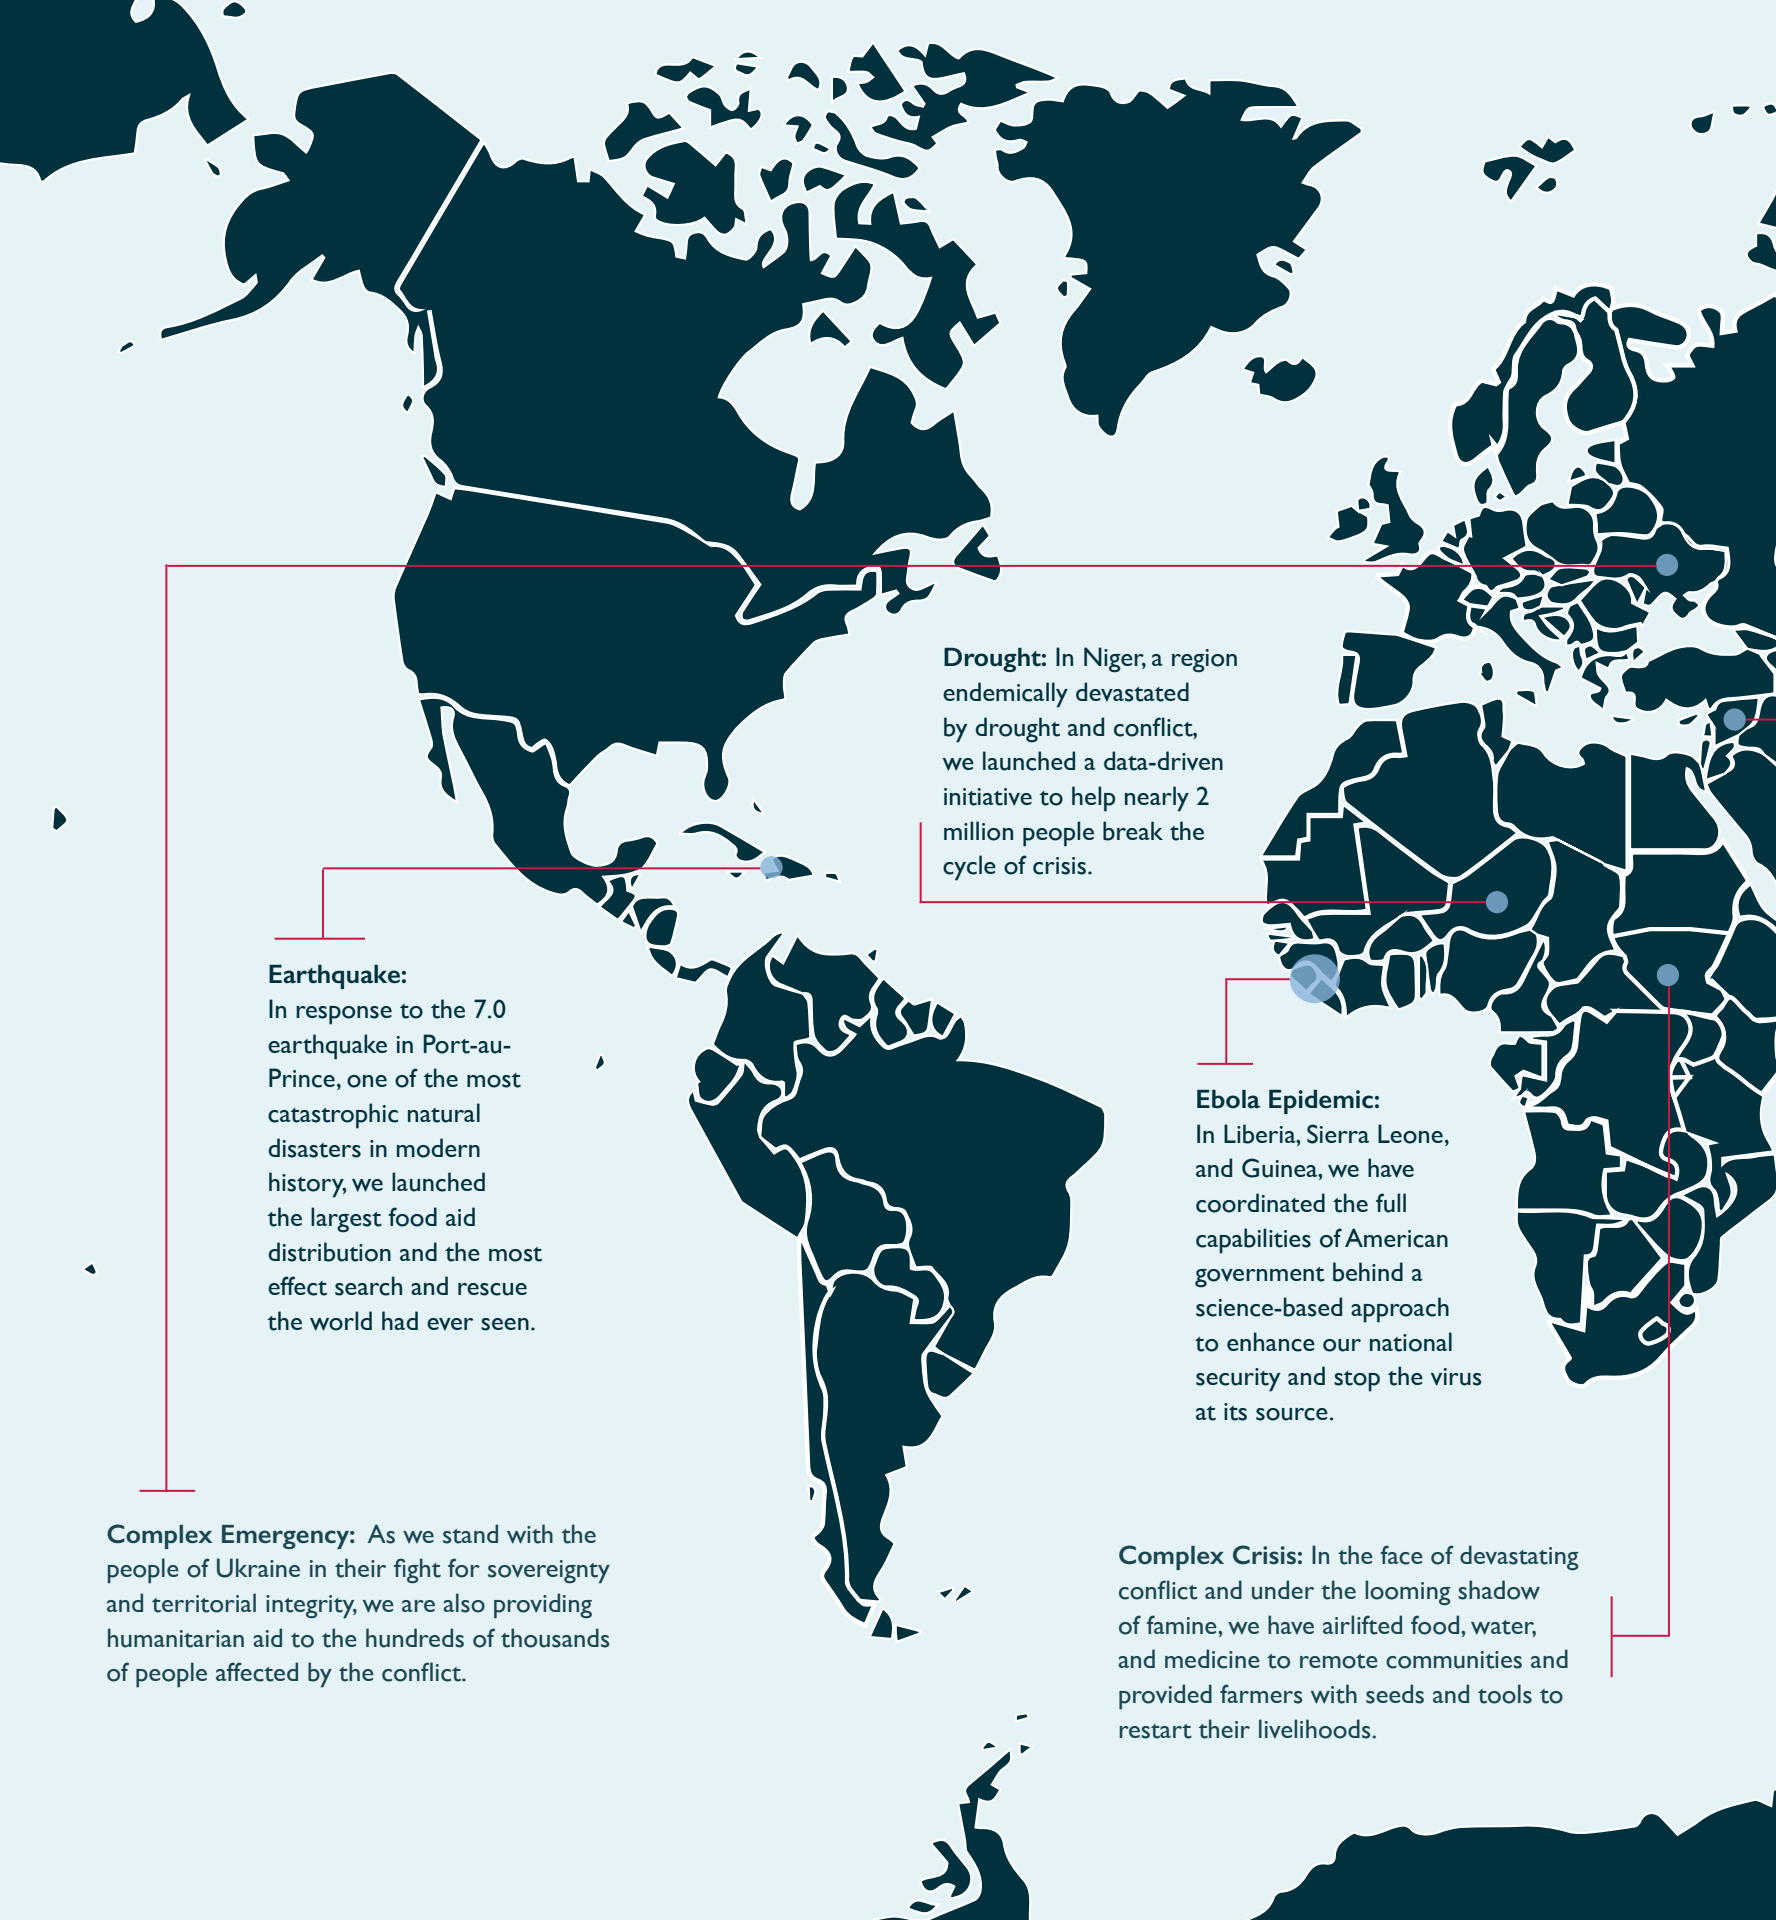 Drought: In Niger, a region
endemically devastated
by drought and conflict,
we launched a data-driven
initiative to help nearly 2
million people break the
cycle of crisis.
Earthquake:
In response to the 7.0
earthquake in Port-au-
Prince, one of the most
catastrophic natural
disasters in modern
history, we launched
the largest food aid
distribution and the most
effect search and rescue
the world had ever seen.
Ebola Epidemic:
In Liberia, Sierra Leone,
and Guinea, we have
coordinated the full
capabilities of American
government behind a
science-based approach
to enhance our national
security and stop the virus
at its source.
Complex Emergency: As we stand with the
people of Ukraine in their fight for sovereignty
and territorial integrity, we are also providing
humanitarian aid to the hundreds of thousands
of people affected by the conflict.
Complex Crisis: In the face of devastating
conflict and under the looming shadow
of famine, we have airlifted food, water,
and medicine to remote communities and
provided farmers with seeds and tools to
restart their livelihoods.